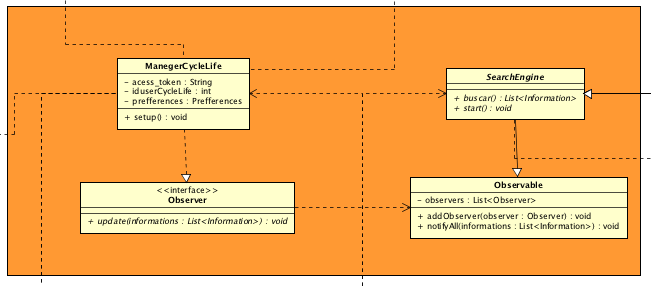 ManegerCycleLife
– acess_token : String
– iduserCycleLife : int
– prefferences : Prefferences
+ setup() : void
SearchEngine
+ buscar() : List<Information>
+ start() : void
<<interface>>
Observer
+ update(informations : List<Information>) : void
Observable
– observers : List<Observer>
+ addObserver(observer : Observer) : void
+ notifyAll(informations : List<Information>) : void